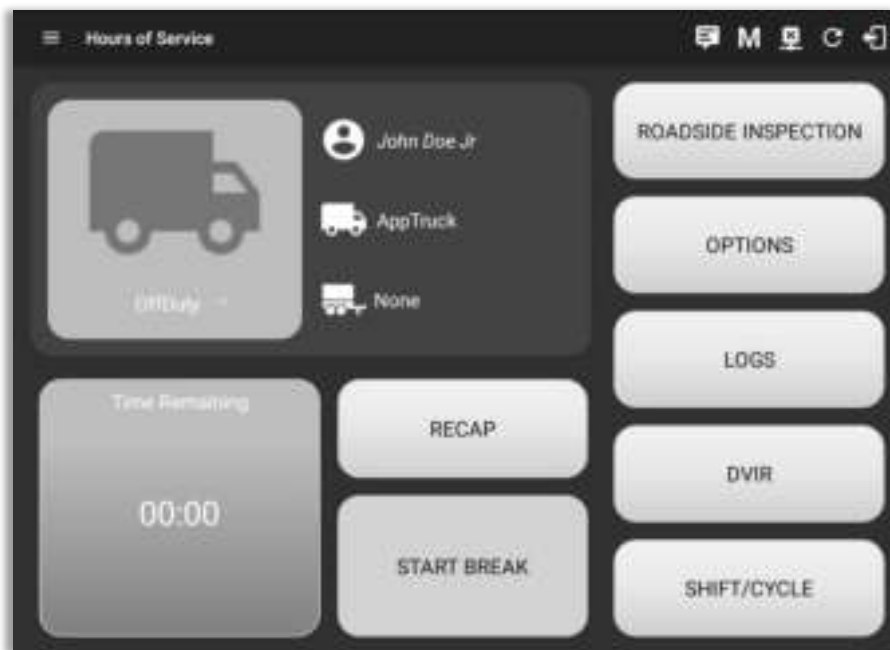 Hours of Service
M
John Doe Jr
AppTruck
None
OffDuty
Time Remaining
00:00
RECAP
START BREAK
ROADSIDE INSPECTION
OPTIONS
LOGS
DVIR
SHIFT/CYCLE